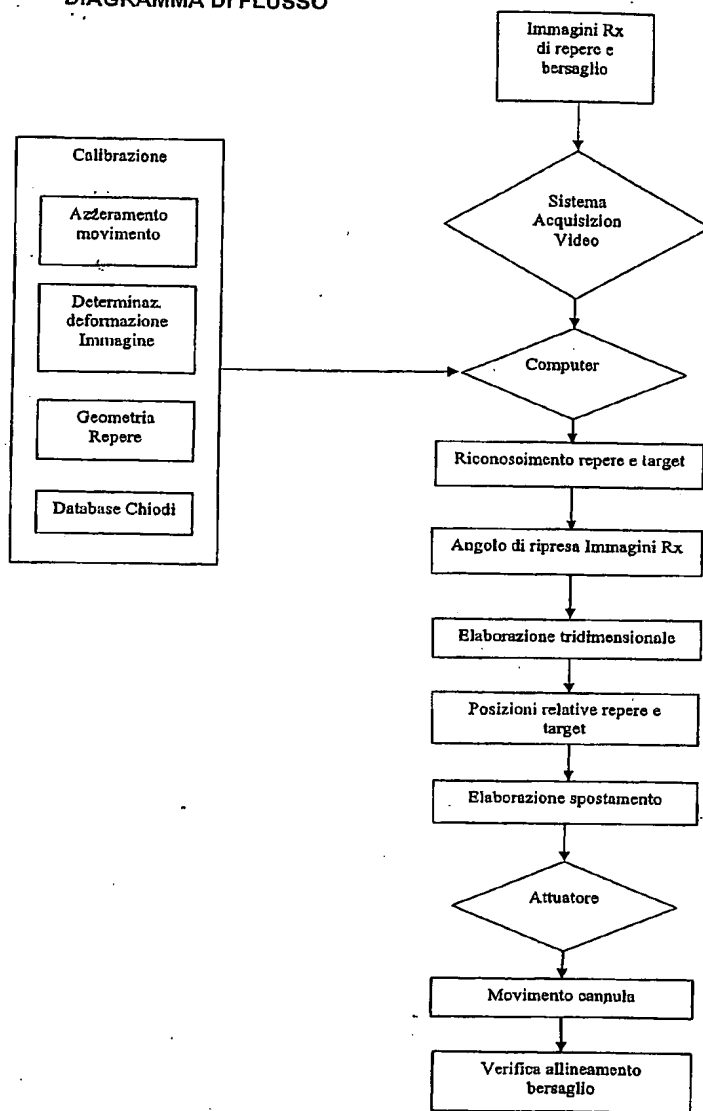 DIAGRAMMA DI FLUSSO
Immagini Rx
di repere e
bersaglio
Sistema
Acquisizion
Video
Calibrazione
Azzeramento
movimento
Determinaz.
deformazione
Immagine
Geometria
Repere
Database Chiodi
Computer
Riconosoimento repere e target
Angolo di ripresa Immagini Rx
Elaborazione tridimensionale
Posizioni relative repere e
target
Elaborazione spostamento
Attuatore
Movimento cannula
Verifica allineamento
bersaglio